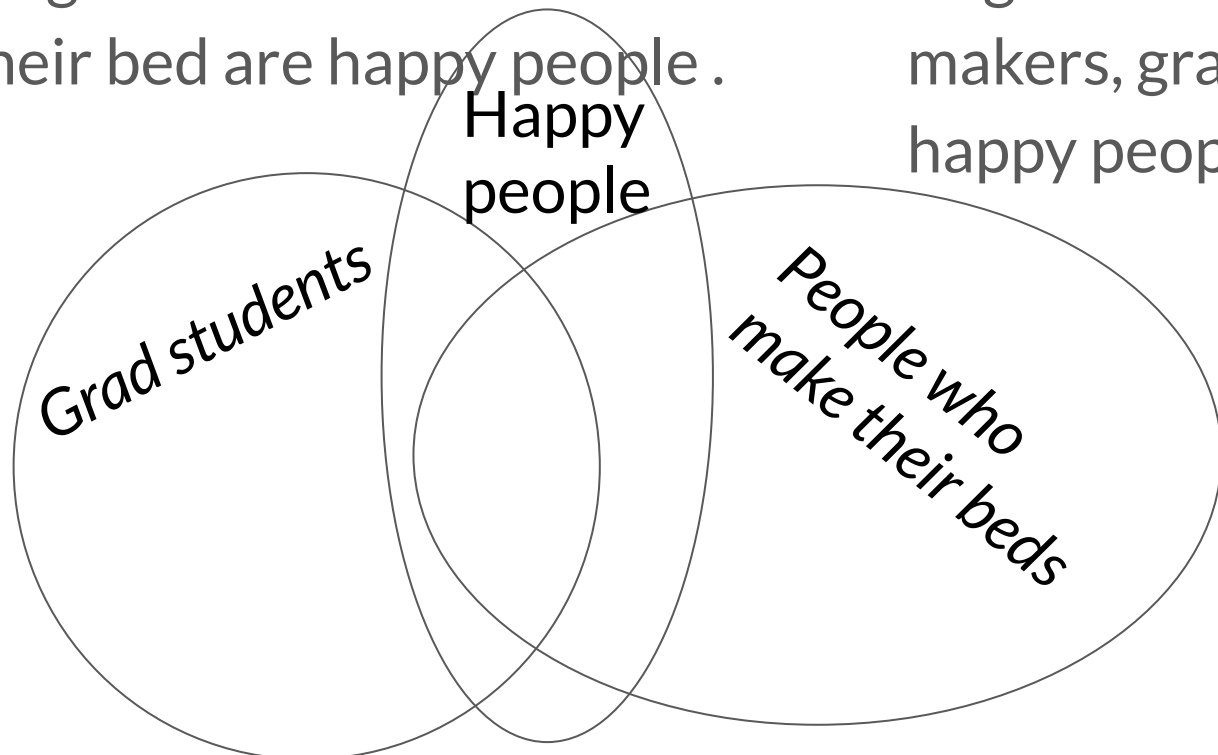 heir bed are happy people .
makers, gra
happy peop
Happy
people
Grad students
People who
make their beds